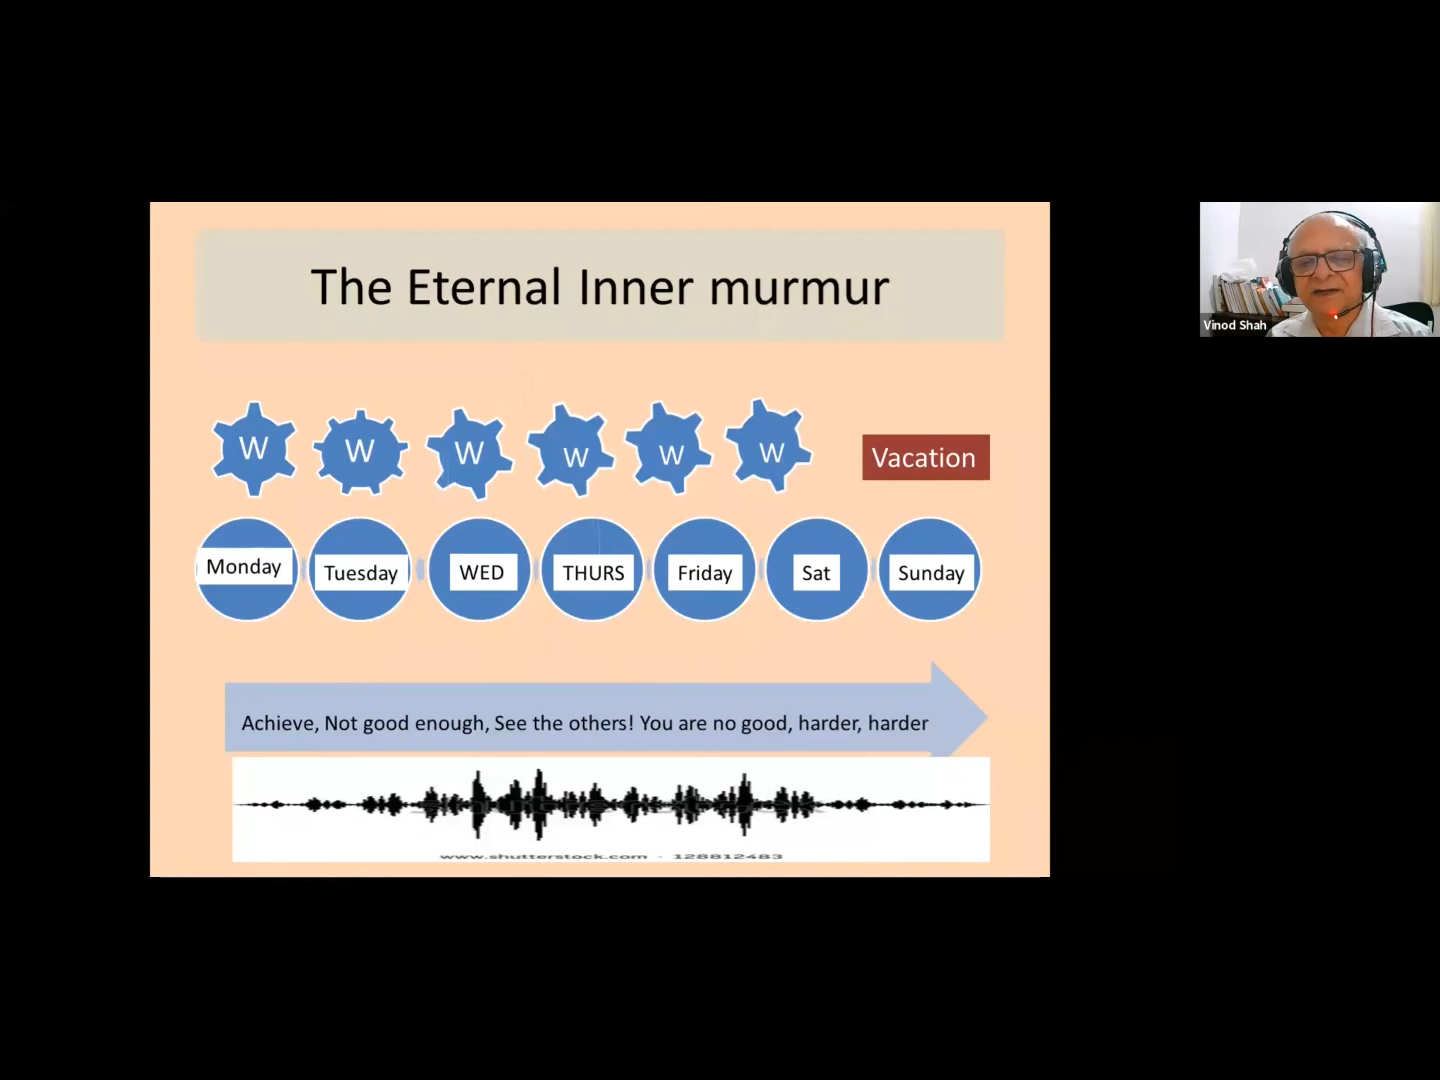 The Eternal Inner murmur
W W W W W W
Vacation
Monday Tuesday WED THURS Friday Sat Sunday
Achieve, Not good enough, See the others! You are no good, harder, harder
www.shutterstock.com - 128812483
Vinod Shah